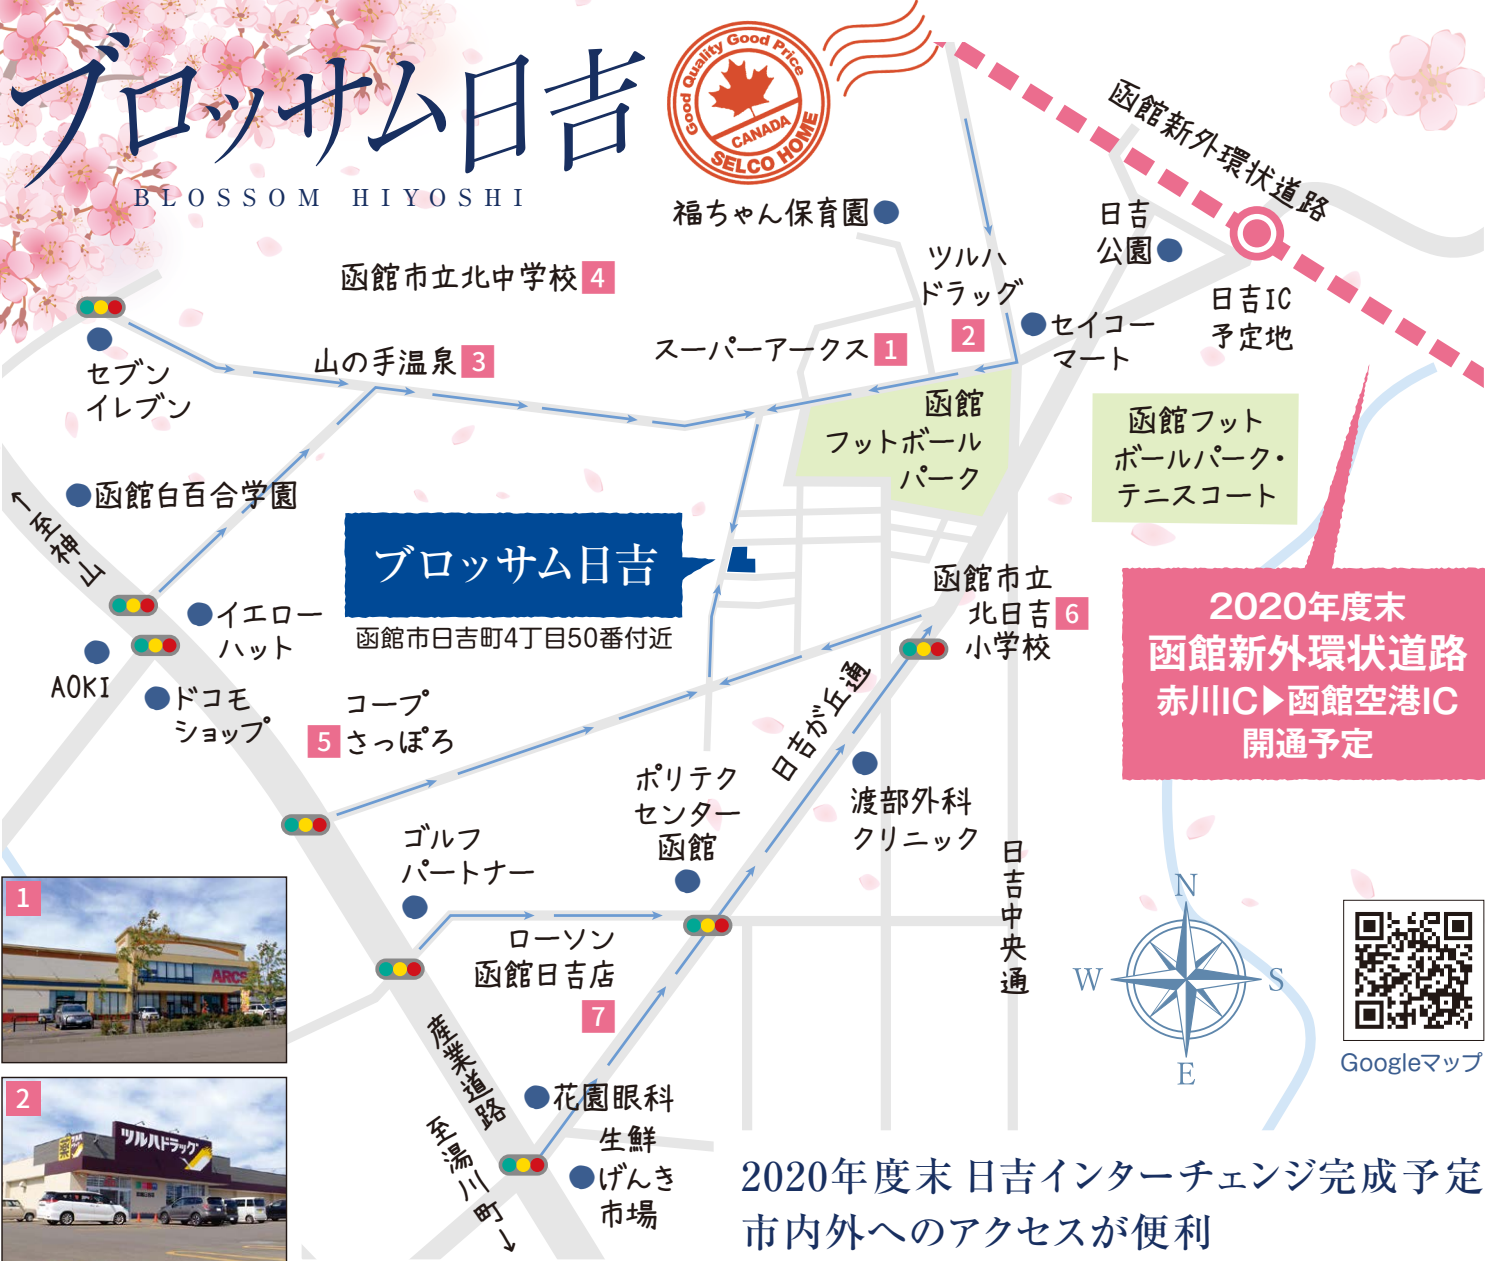 ブロッサム日吉
BLOSSOM HIYOSHI
Good Quality Good Price
CANADA
SELCO HOME
函館新外環状道路
福ちゃん保育園
日吉
公園
ツルハ
ドラッグ
2
函館市立北中学校 4
セイコー
マート
日吉IC
予定地
スーパーアークス 1
山の手温泉 3
セブン
イレブン
函館
フットボール
パーク
函館フット
ボールパーク・
テニスコート
函館白百合学園
←至神山
ブロッサム日吉
函館市日吉町4丁目50番付近
函館市立
北日吉
小学校
6
2020年度末
函館新外環状道路
赤川IC▶函館空港IC
開通予定
イエロー
ハット
AOKI
ドコモ
ショップ
コープ
5 さっぽろ
日吉が丘通
ポリテク
センター
函館
渡部外科
クリニック
ゴルフ
パートナー
日吉中央通
ローソン
函館日吉店
7
産業道路
至湯川町→
花園眼科
生鮮
げんき
市場
N
W
S
E
Googleマップ
1
ARCS
2
ツルハドラッグ
薬
2020年度末 日吉インターチェンジ完成予定
市内外へのアクセスが便利